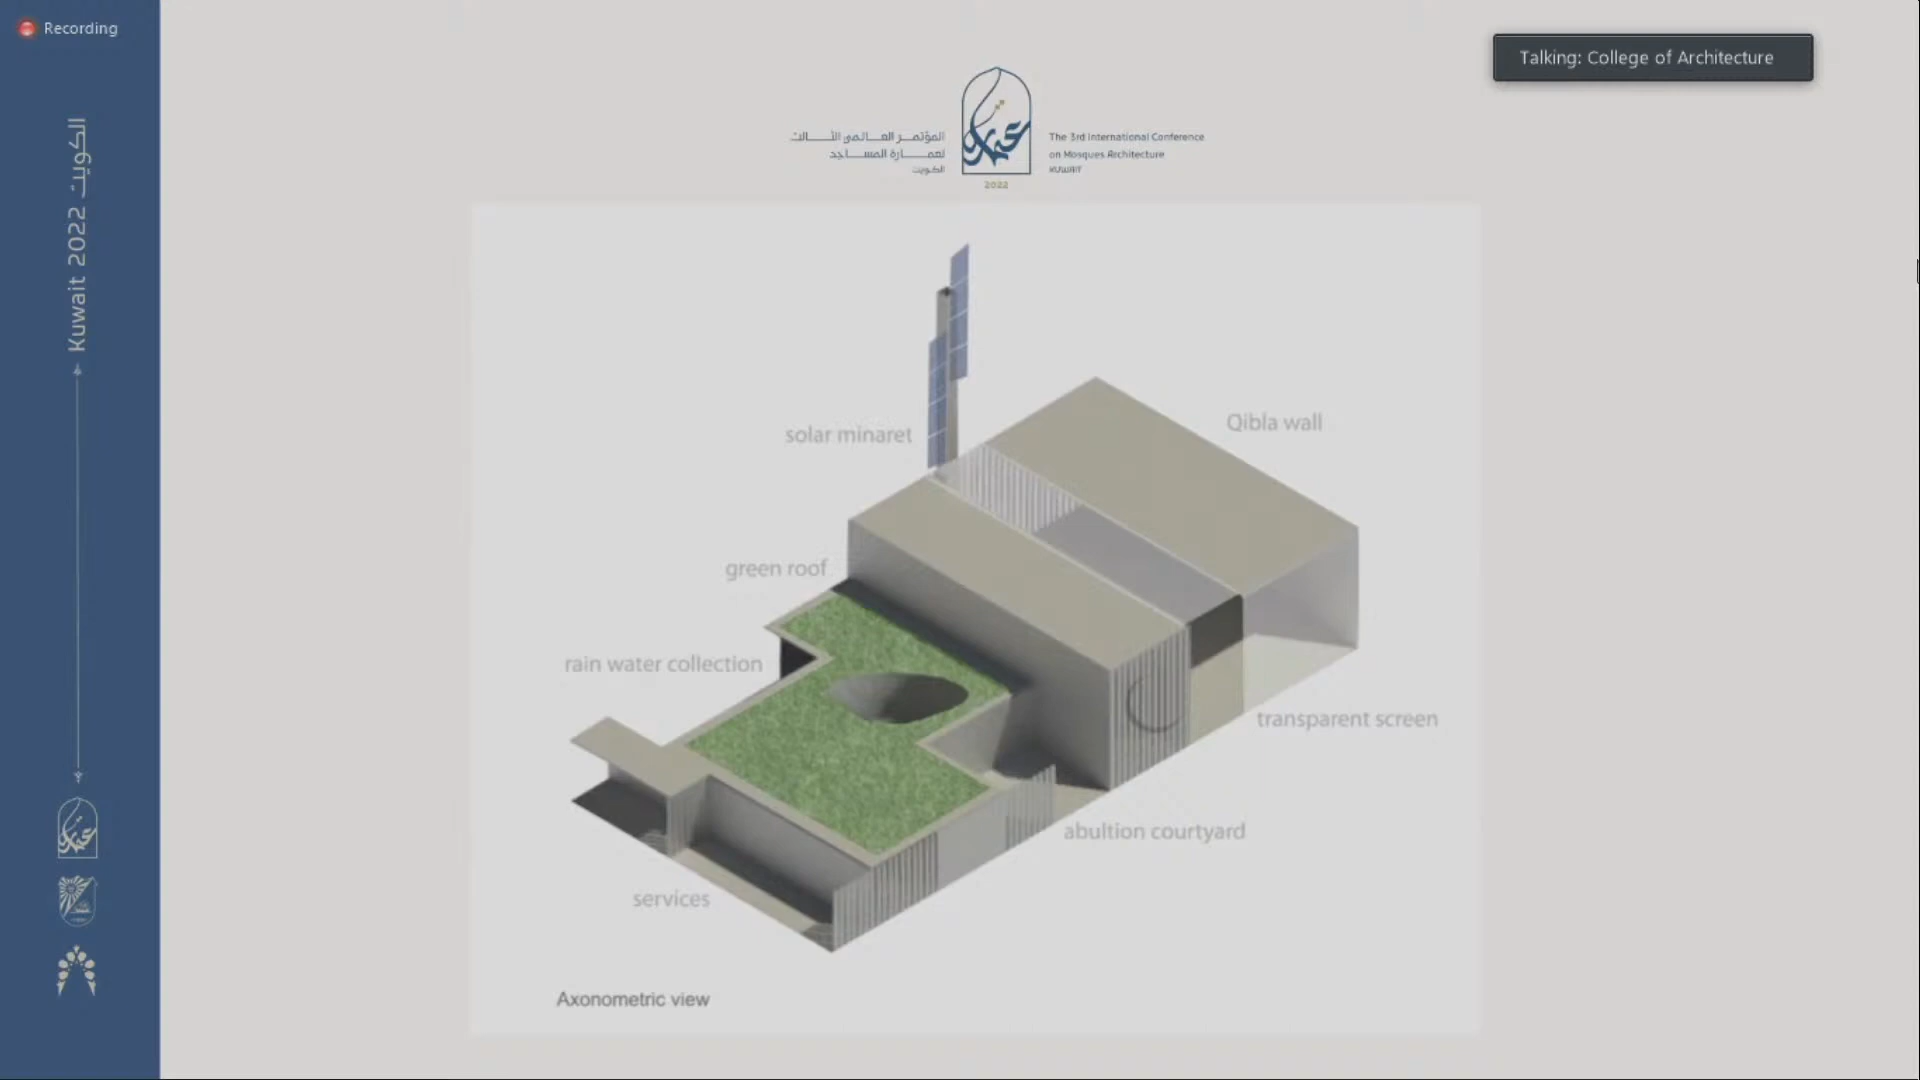 Recording
Talking: College of Architecture
الكويت Kuwait 2022
المؤتمر العالمي الثالث
لعمارة المساجد
الكويت
The 3rd International Conference
on Mosques Architecture
KUWAIT
2022
solar minaret
Qibla wall
green roof
rain water collection
transparent screen
abultion courtyard
services
Axonometric view